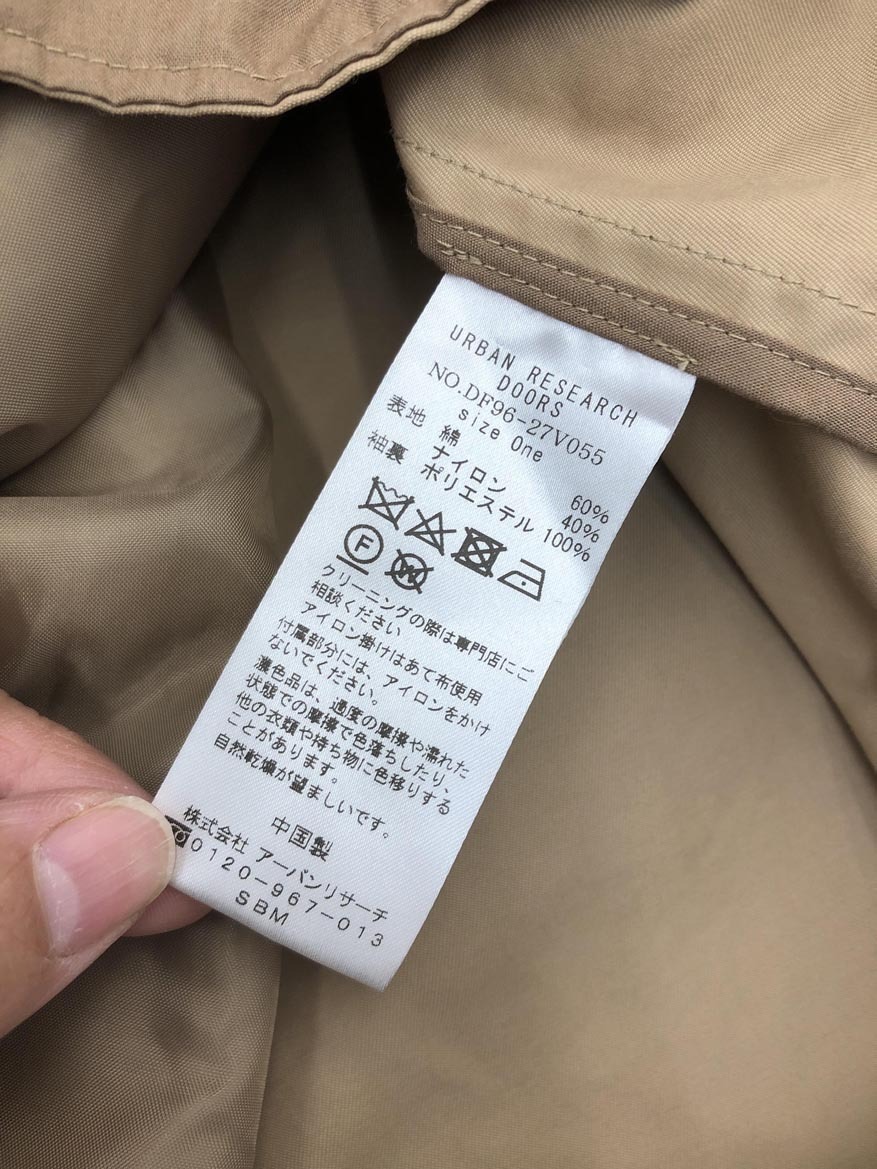 URBAN RESEARCH
DOORS
NO.DF96-27V055
size One
表地 綿 60%
ナイロン 40%
袖裏 ポリエステル 100%
F
W
クリーニングの際は専門店にご
相談ください
アイロン掛けはあて布使用
付属部分には、アイロンをかけ
ないでください。
濃色品は、過度の摩擦や濡れた
状態での摩擦で色落ちしたり、
他の衣類や持ち物に色移りする
ことがあります。
自然乾燥が望ましいです。
中国製
株式会社 アーバンリサーチ
0120-967-013
SBM